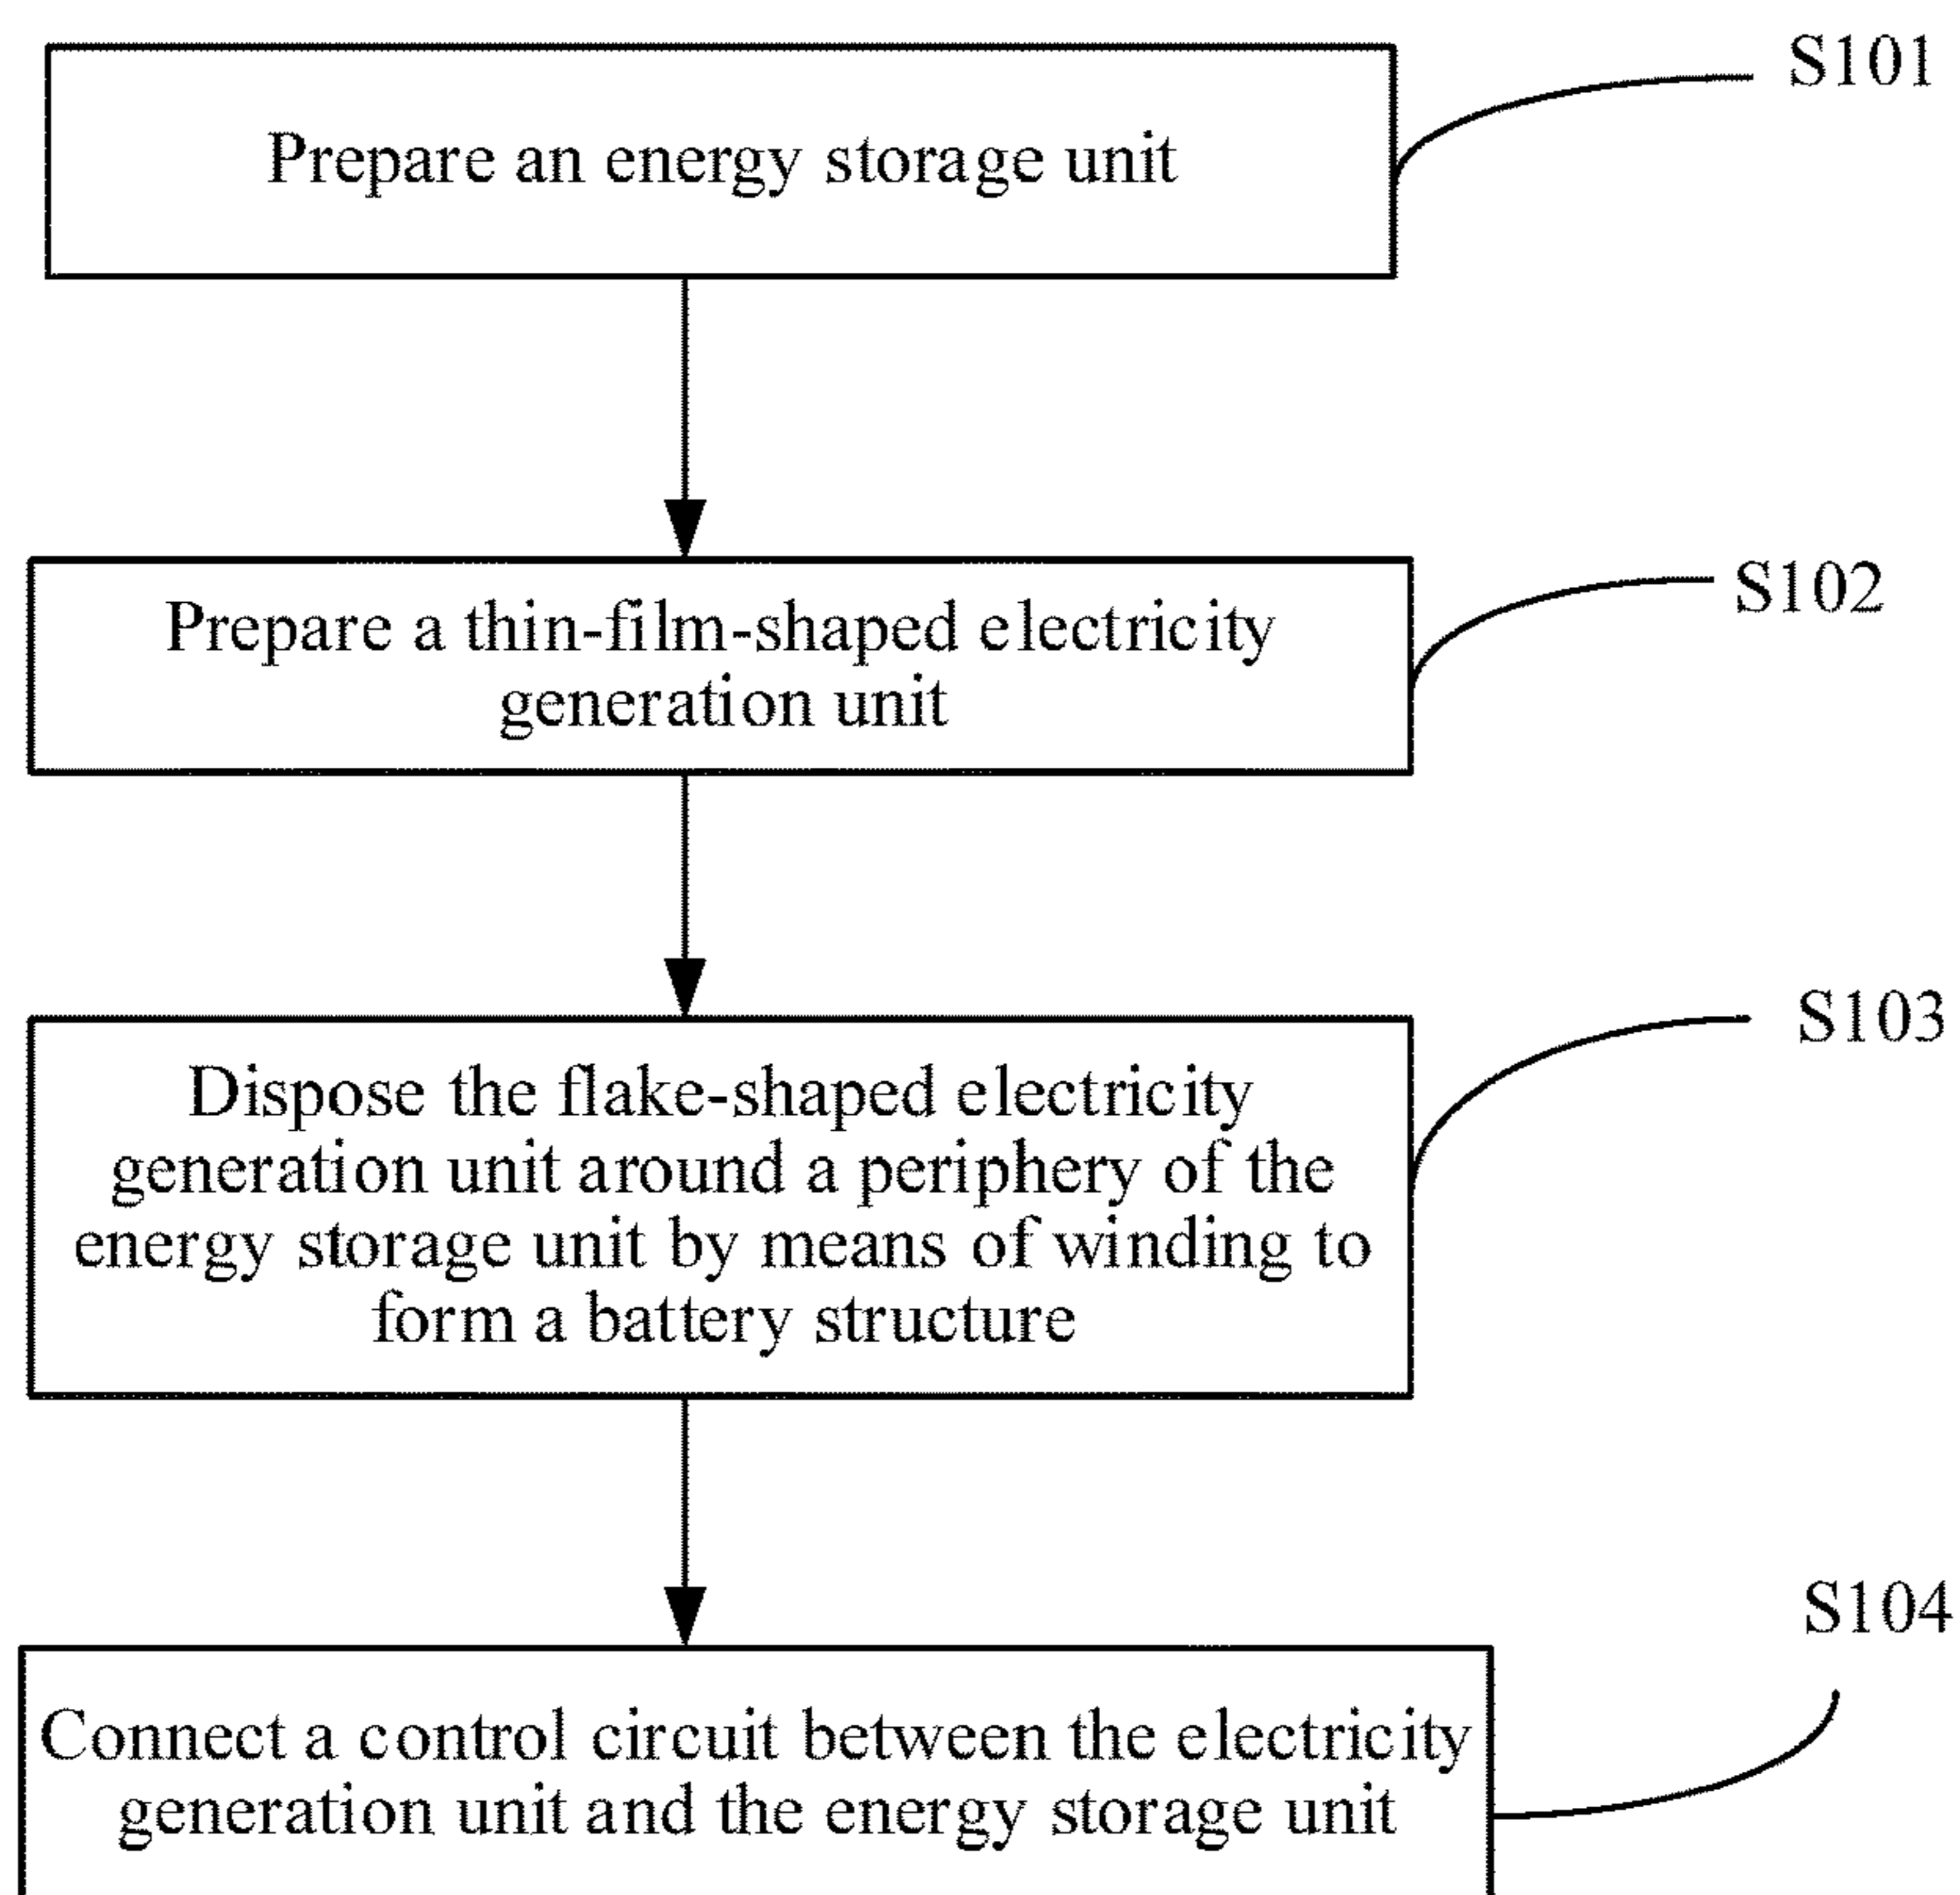 S101
Prepare an energy storage unit
S102
Prepare a thin-film-shaped electricity
generation unit
S103
Dispose the flake-shaped electricity
generation unit around a periphery of the
energy storage unit by means of winding to
form a battery structure
S104
Connect a control circuit between the electricity
generation unit and the energy storage unit